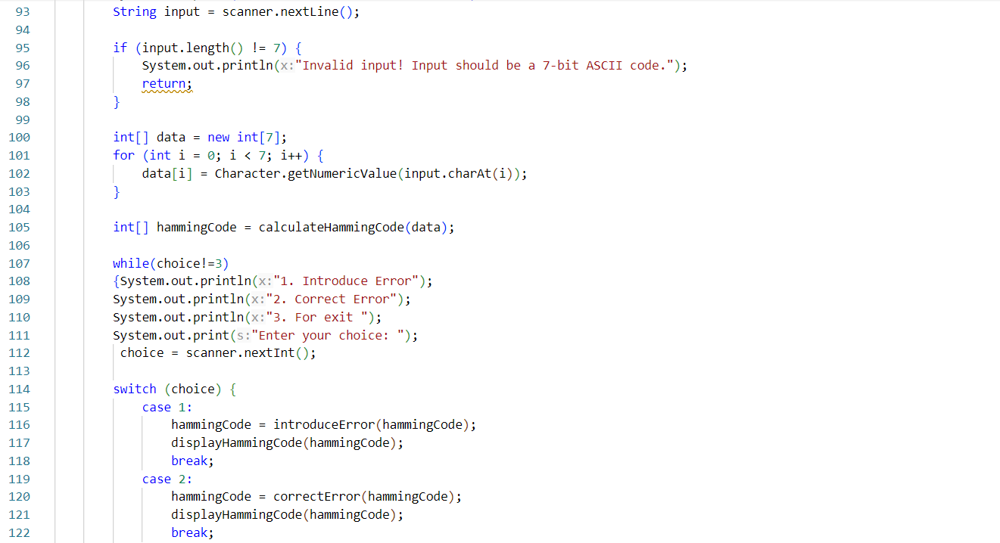 93 String input = scanner.nextLine();
94
95 if (input.length() != 7) {
96 System.out.println(x:"Invalid input! Input should be a 7-bit ASCII code.");
97 return;
98 }
99
100 int[] data = new int[7];
101 for (int i = 0; i < 7; i++) {
102 data[i] = Character.getNumericValue(input.charAt(i));
103 }
104
105 int[] hammingCode = calculateHammingCode(data);
106
107 while(choice!=3)
108 {System.out.println(x:"1. Introduce Error");
109 System.out.println(x:"2. Correct Error");
110 System.out.println(x:"3. For exit ");
111 System.out.print(s:"Enter your choice: ");
112 choice = scanner.nextInt();
113
114 switch (choice) {
115 case 1:
116 hammingCode = introduceError(hammingCode);
117 displayHammingCode(hammingCode);
118 break;
119 case 2:
120 hammingCode = correctError(hammingCode);
121 displayHammingCode(hammingCode);
122 break;